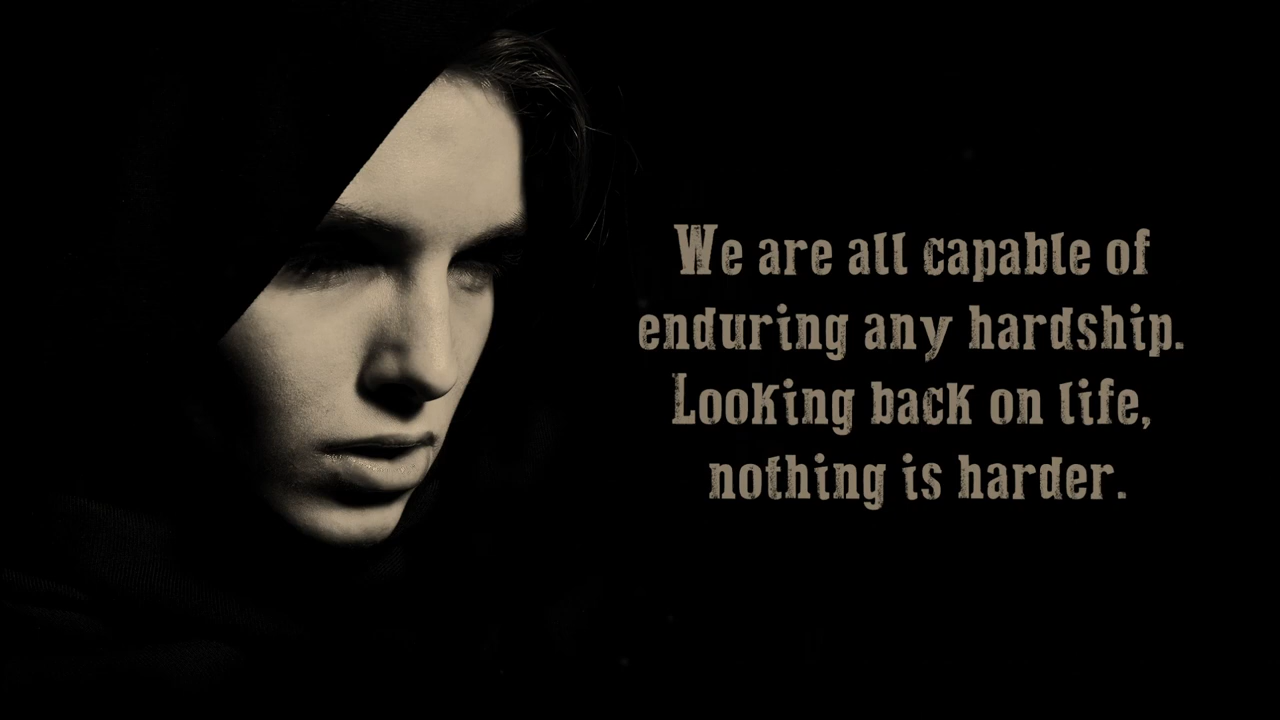 We are all capable of
enduring any hardship.
Looking back on life,
nothing is harder.